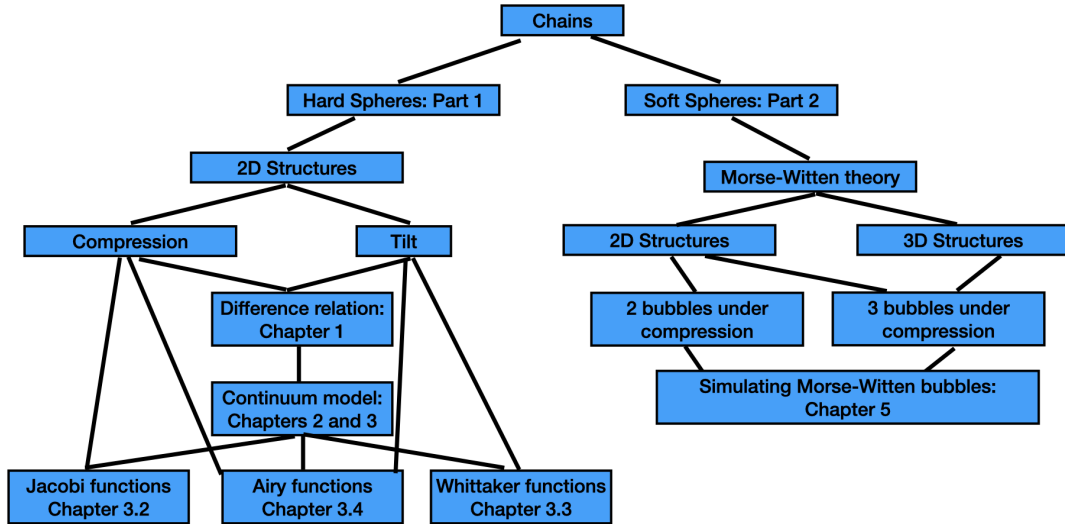 Chains
Hard Spheres: Part 1
Soft Spheres: Part 2
2D Structures
Morse-Witten theory
Compression
Tilt
2D Structures
3D Structures
Difference relation:
Chapter 1
2 bubbles under
compression
3 bubbles under
compression
Continuum model:
Chapters 2 and 3
Simulating Morse-Witten bubbles:
Chapter 5
Jacobi functions
Chapter 3.2
Airy functions
Chapter 3.4
Whittaker functions
Chapter 3.3